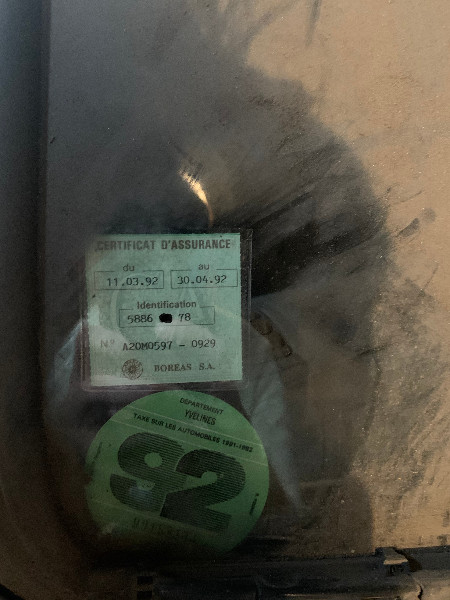 CERTIFICAT D'ASSURANCE
du au
11.03.92 30.04.92
Identification
5886 78
N° A20M0597 - 0929
BOREAS S.A.
DÉPARTEMENT
YVELINES
TAXE SUR LES AUTOMOBILES 1991-1992
92